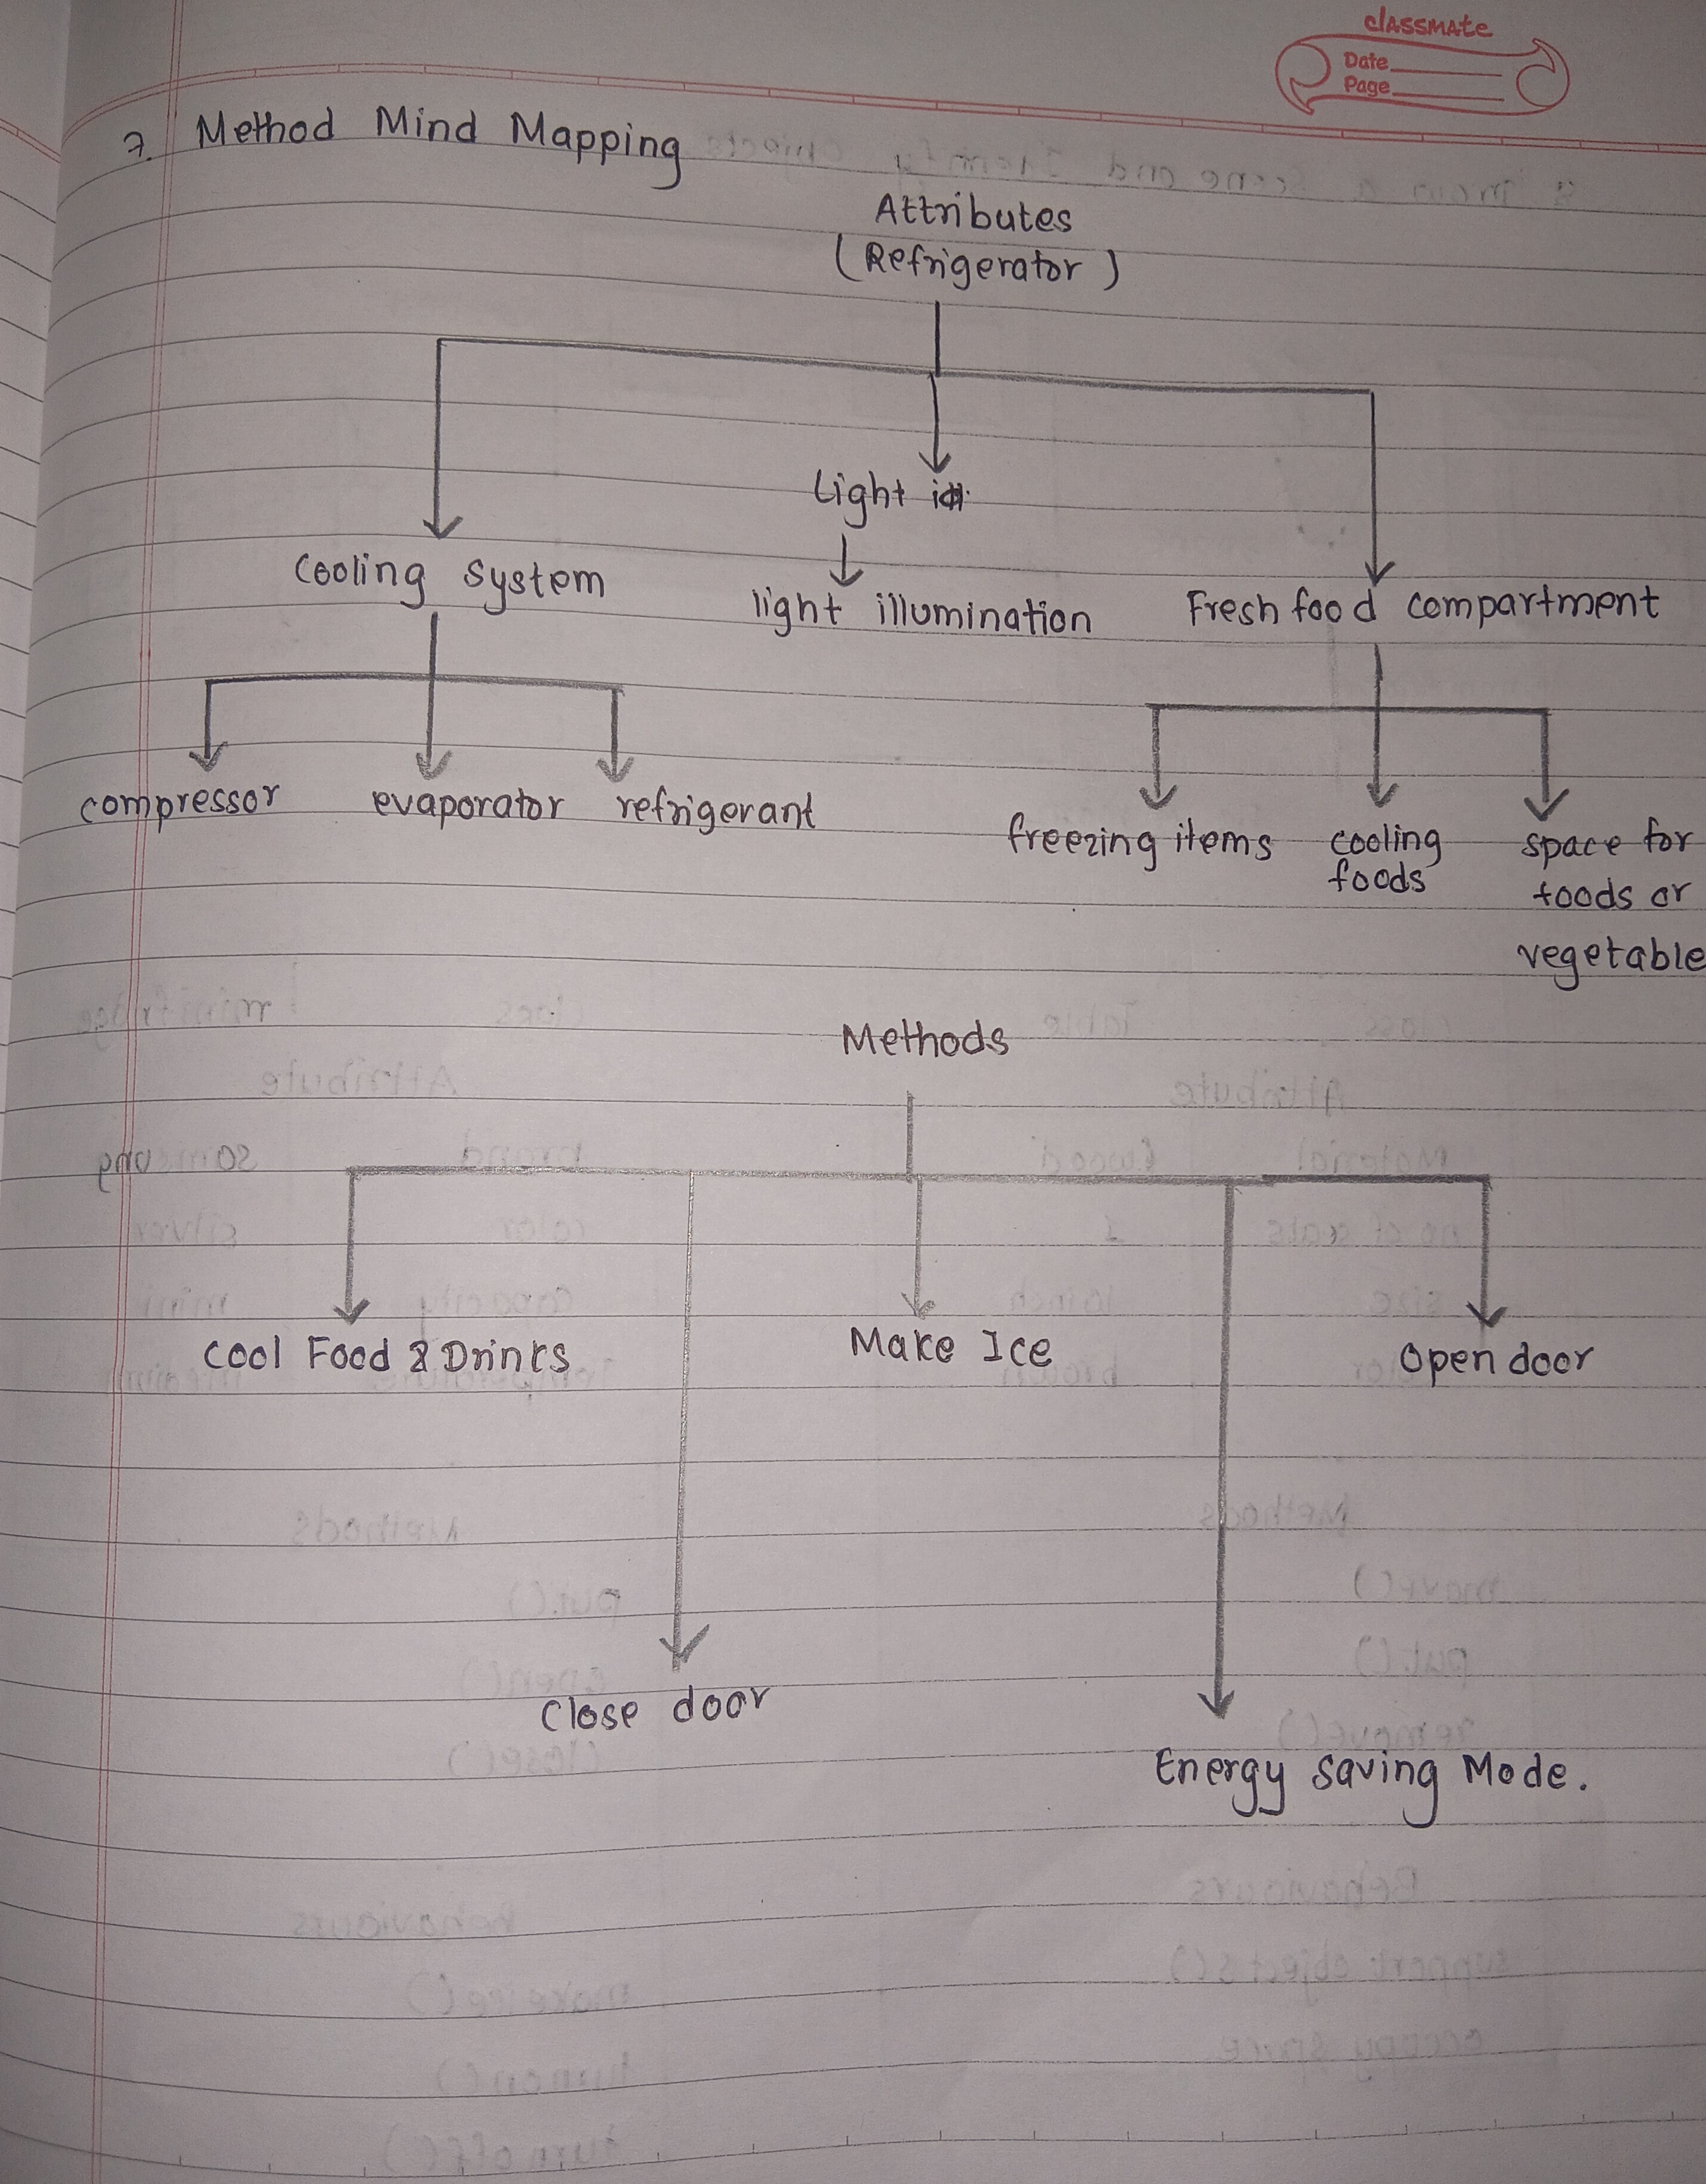 classmate
Date
Page
7. Method Mind Mapping
Attributes
(Refrigerator)
Light
Cooling system
light illumination
Fresh food compartment
compressor evaporator refrigerant
freezing items cooling foods space for foods or vegetable
Methods
Cool Food & Drinks
Make Ice
Open door
Close door
Energy Saving Mode.